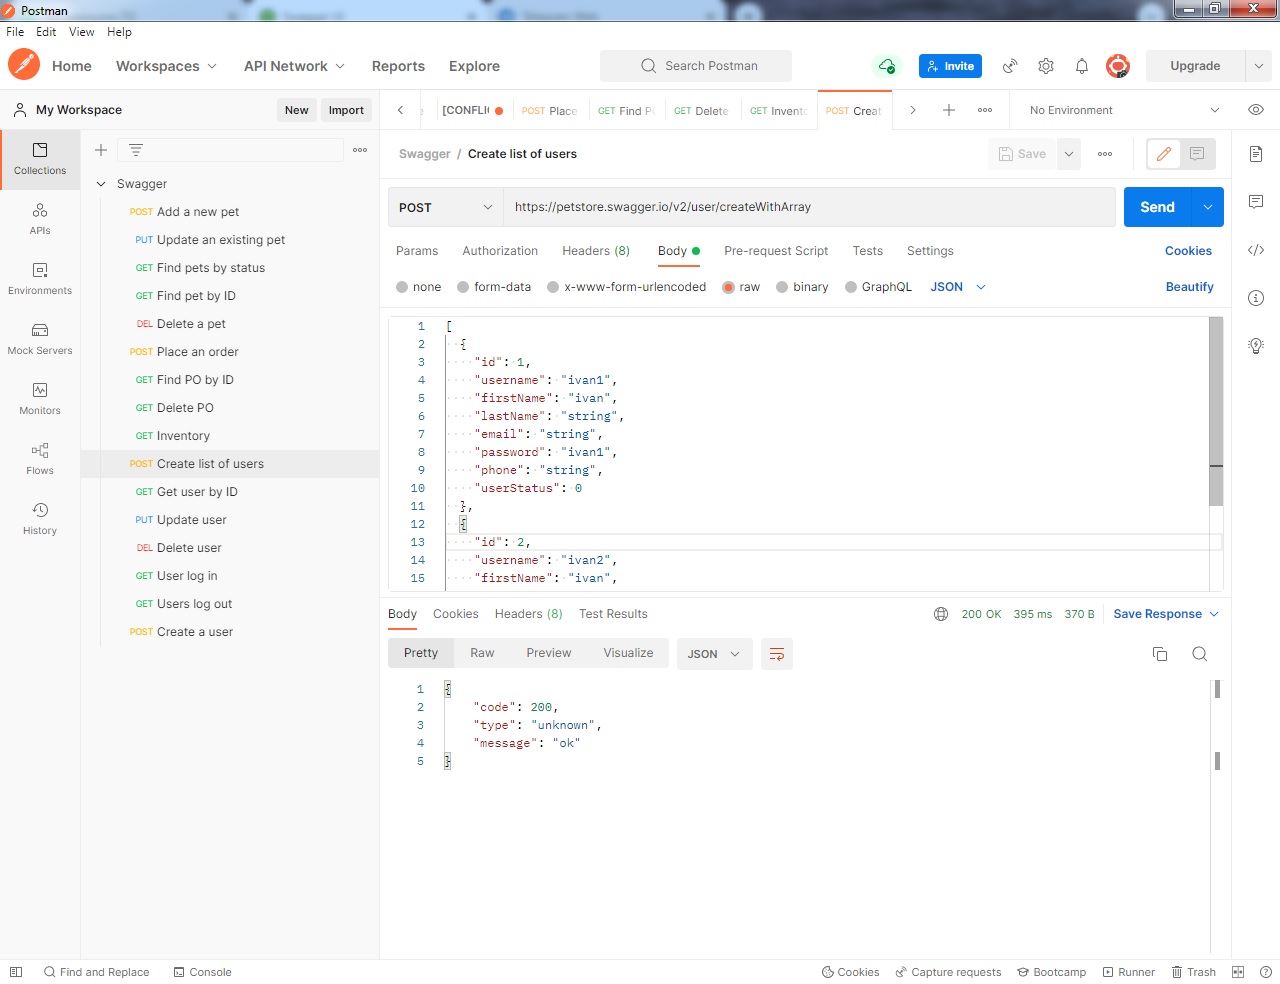 Postman
File Edit View Help
Home Workspaces API Network Reports Explore Search Postman Invite Upgrade
My Workspace New Import
[CONFLI POST Place GET Find P GET Delete GET Invent POST Creat No Environment
Collections
APIs
Environments
Mock Servers
Monitors
Flows
History
Swagger
POST Add a new pet
PUT Update an existing pet
GET Find pets by status
GET Find pet by ID
DEL Delete a pet
POST Place an order
GET Find PO by ID
GET Delete PO
GET Inventory
POST Create list of users
GET Get user by ID
PUT Update user
DEL Delete user
GET User log in
GET Users log out
POST Create a user
Swagger / Create list of users Save
POST https://petstore.swagger.io/v2/user/createWithArray Send
Params Authorization Headers (8) Body Pre-request Script Tests Settings Cookies
none form-data x-www-form-urlencoded raw binary GraphQL JSON Beautify
1 [
2 {
3 "id": 1,
4 "username": "ivan1",
5 "firstName": "ivan",
6 "lastName": "string",
7 "email": "string",
8 "password": "ivan1",
9 "phone": "string",
10 "userStatus": 0
11 },
12 {
13 "id": 2,
14 "username": "ivan2",
15 "firstName": "ivan",
Body Cookies Headers (8) Test Results 200 OK 395 ms 370 B Save Response
Pretty Raw Preview Visualize JSON
1 {
2 "code": 200,
3 "type": "unknown",
4 "message": "ok"
5 }
Find and Replace Console Cookies Capture requests Bootcamp Runner Trash